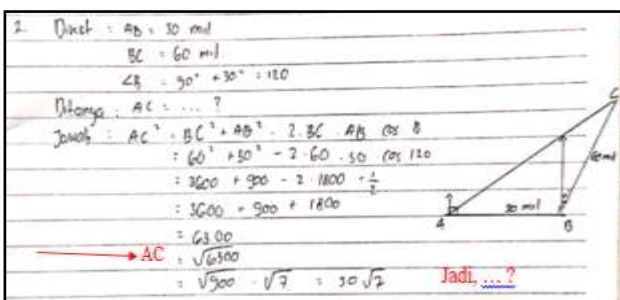 2. Diket : AB = 30 mil
BC = 60 mil
∠B = 90° + 30° = 120
Ditanya : AC = ... ?
Jawab : AC² = BC² + AB² - 2 . BC . AB cos B
= 60² + 30² - 2 . 60 . 30 cos 120
= 3600 + 900 - 2 . 1800 . -½
= 3600 + 900 + 1800
= 6300
AC = √6300
= √900 . √7 = 30√7
Jadi, ... ?
C
60 mil
30 mil
A B